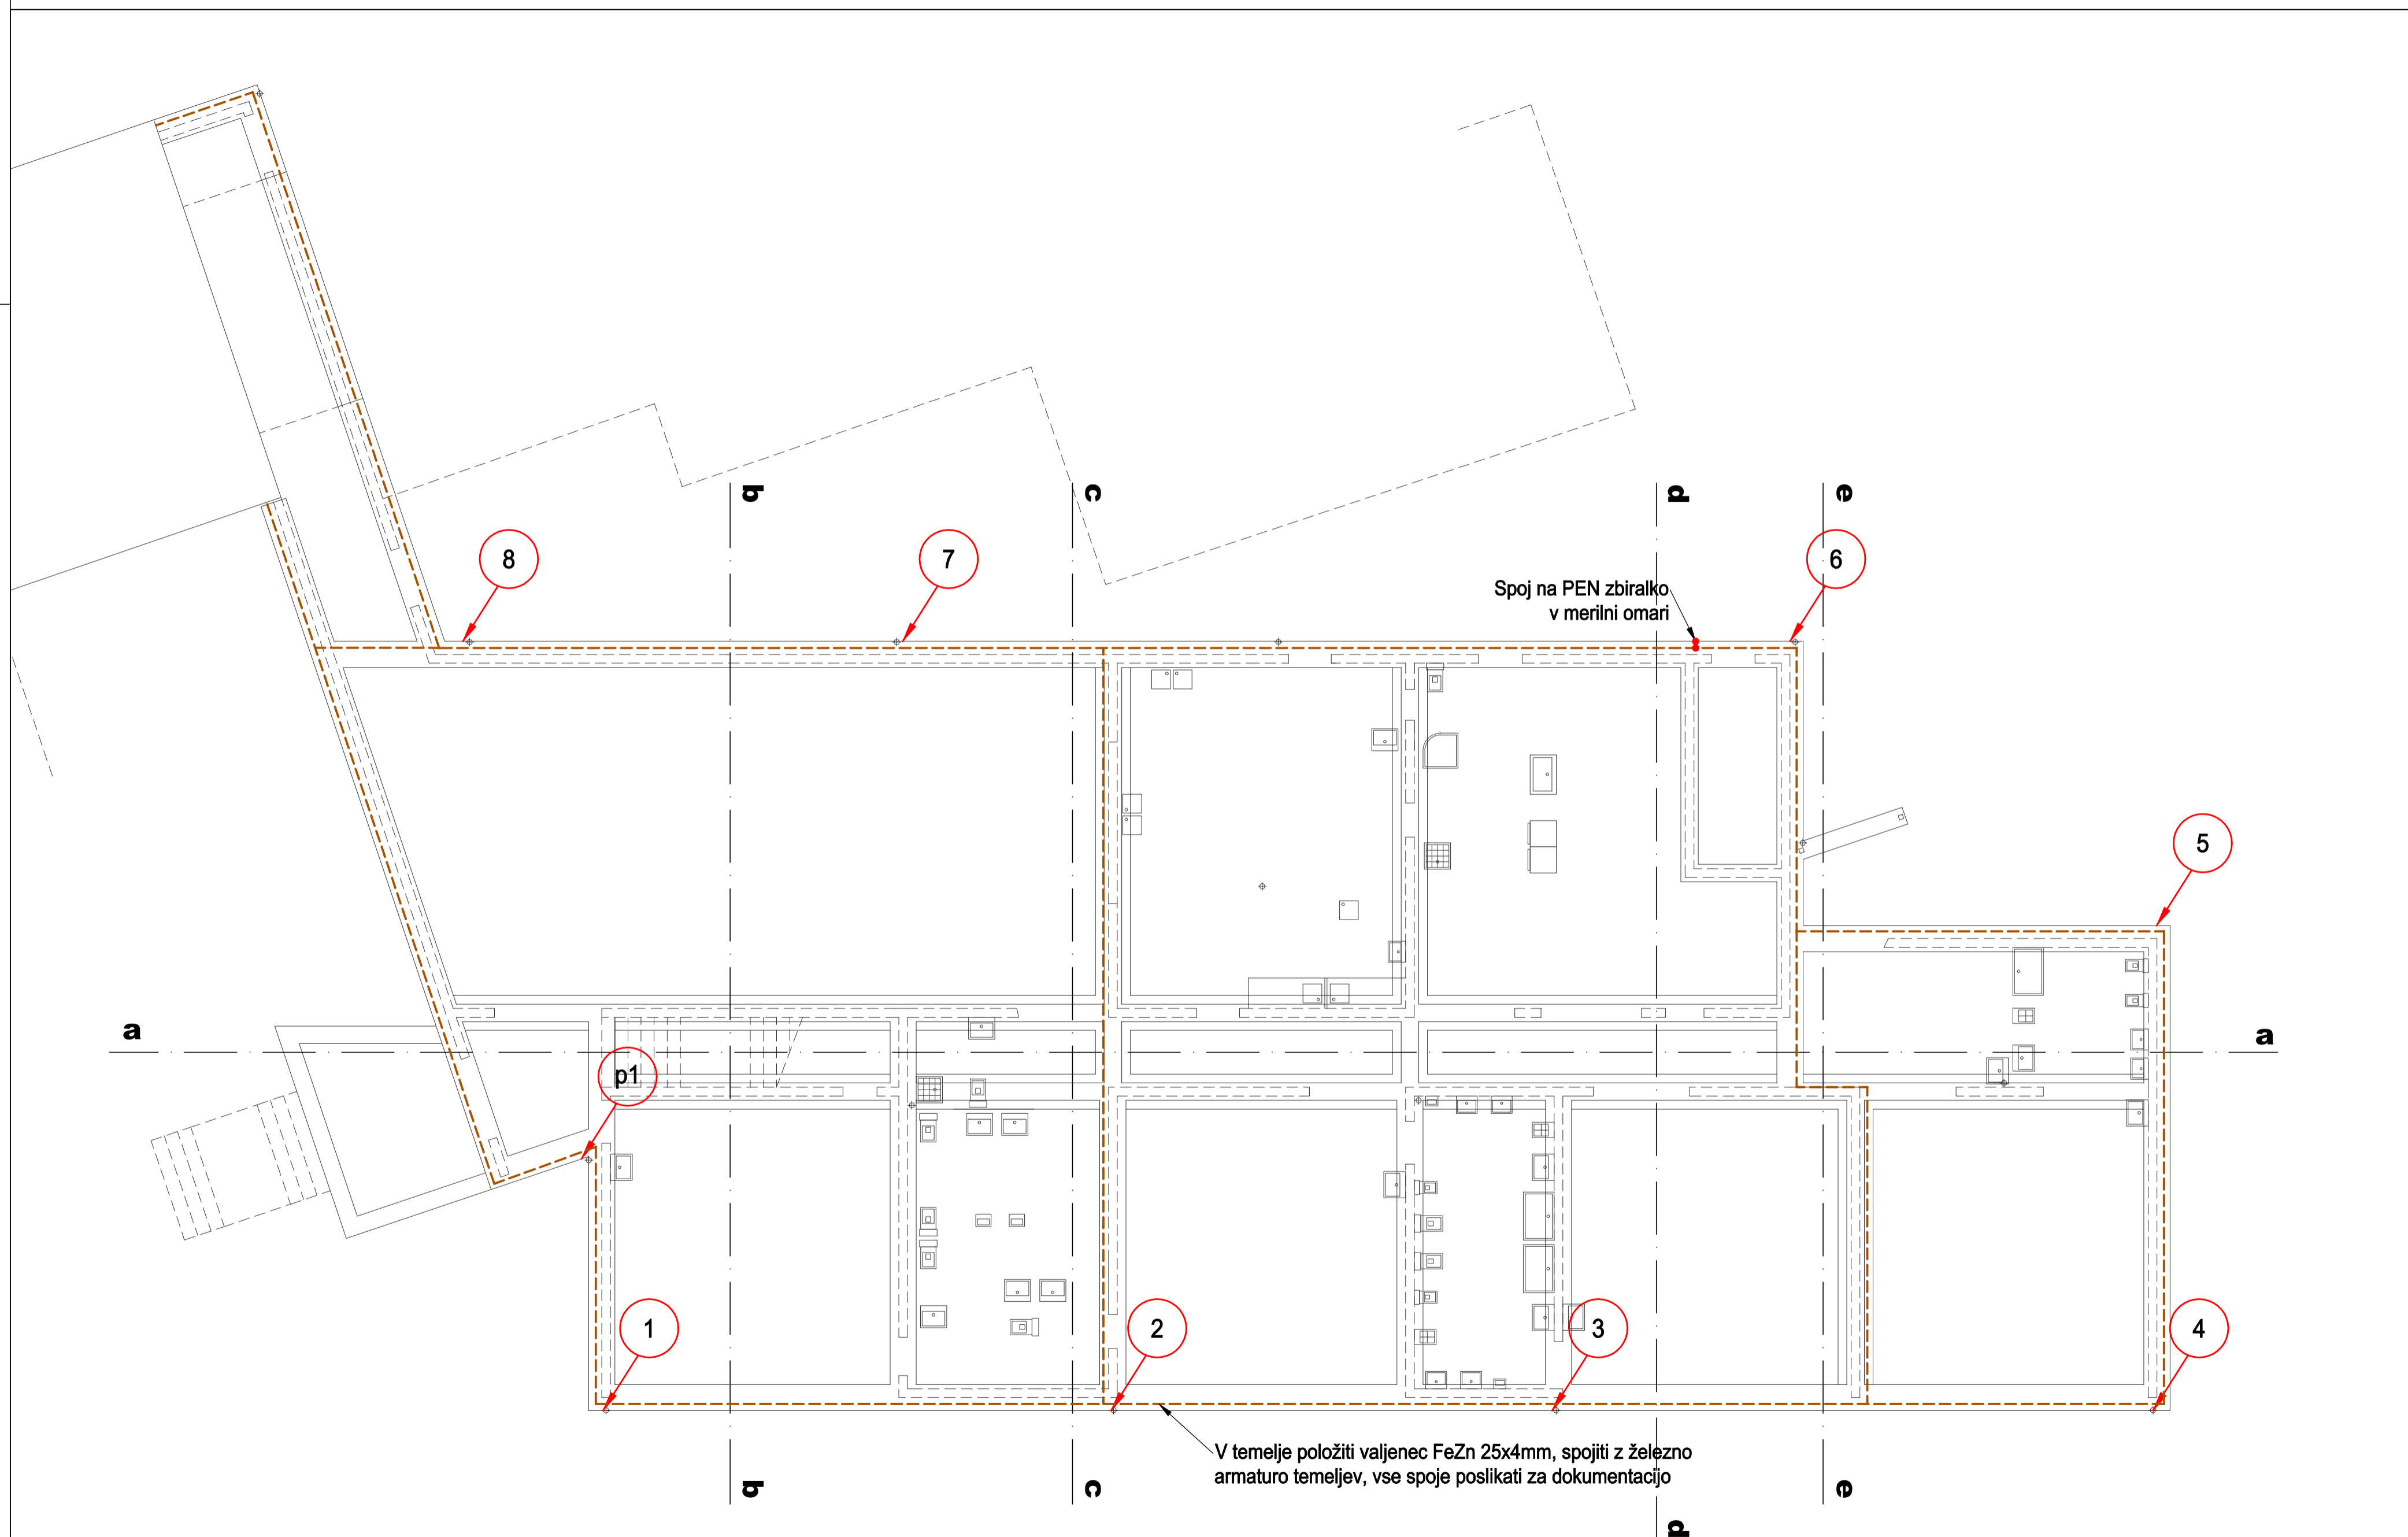 b
c
d
e
8
7
6
Spoj na PEN zbiralko
v merilni omari
5
a
a
p1
1
2
3
4
V temelje položiti valjenec FeZn 25x4mm, spojiti z železno
armaturo temeljev, vse spoje poslikati za dokumentacijo
b
c
e
d